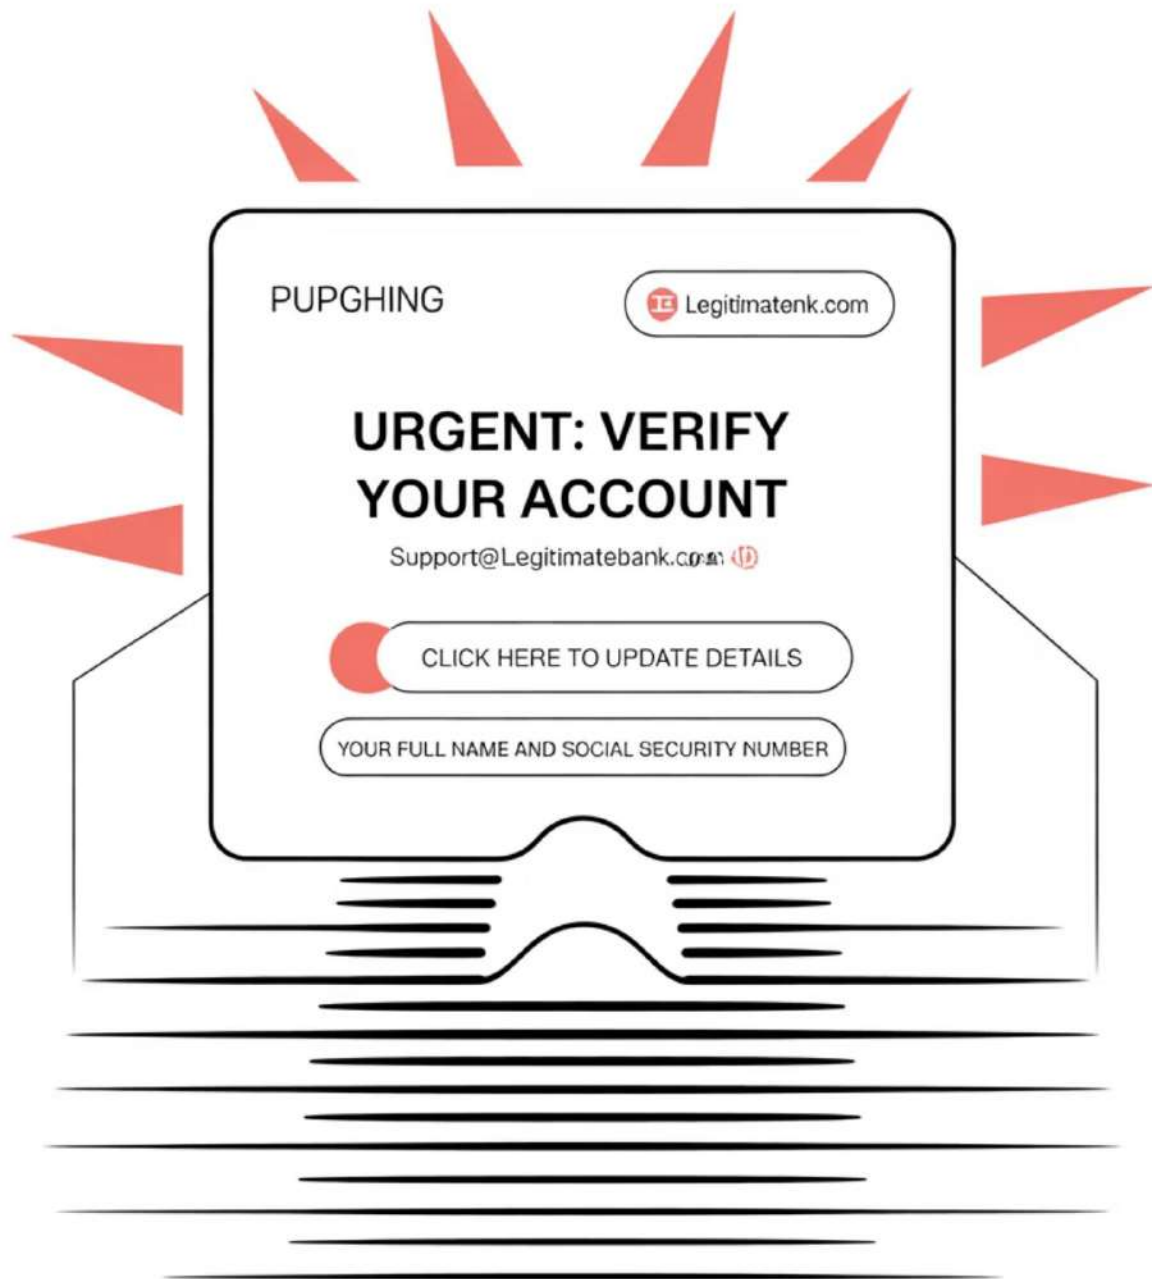 PUPGHING
Legitimatenk.com
URGENT: VERIFY
YOUR ACCOUNT
CLICK HERE TO UPDATE DETAILS
YOUR FULL NAME AND SOCIAL SECURITY NUMBER